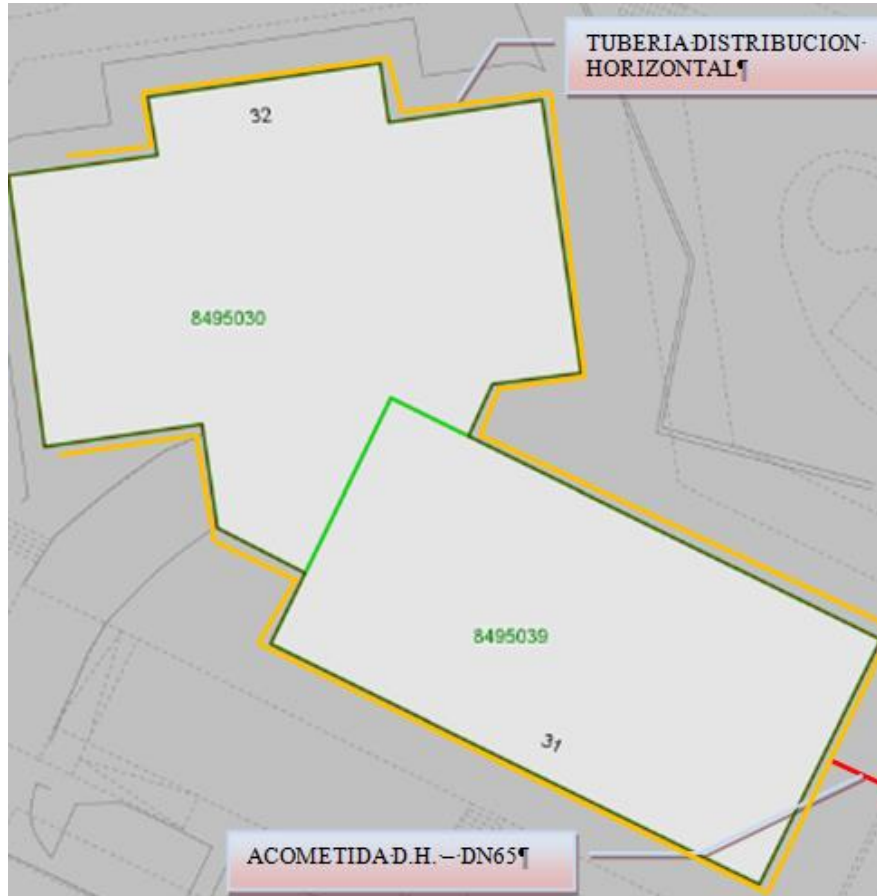 TUBERIA·DISTRIBUCION·
HORIZONTAL¶
32
8495030
8495039
31
ACOMETIDA·D.H.·–·DN65¶